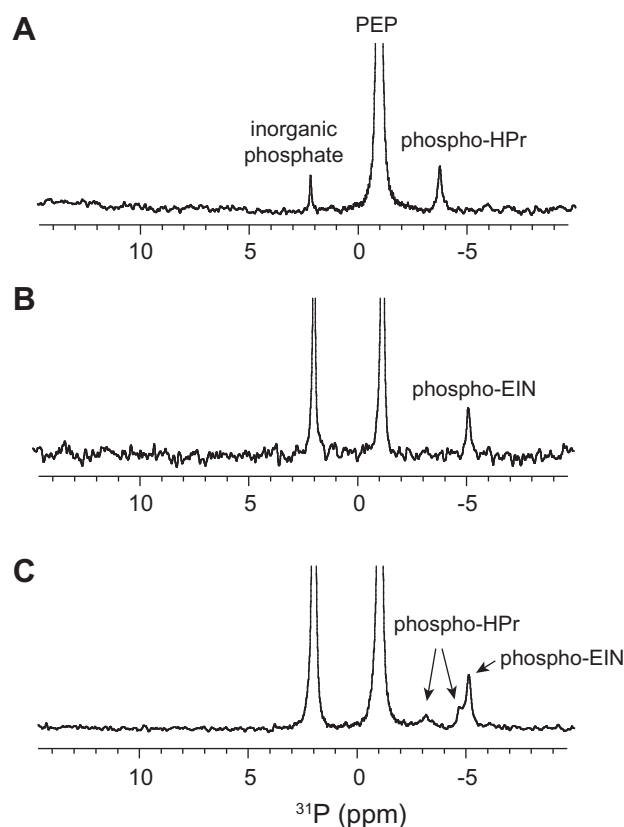 A
PEP
inorganic
phosphate
phospho-HPr
10 5 0 -5
B
phospho-EIN
10 5 0 -5
C
phospho-HPr
phospho-EIN
10 5 0 -5
³¹P (ppm)